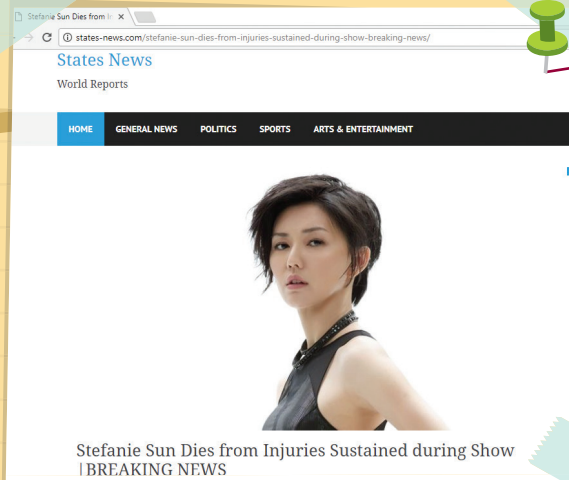 Stefanie Sun Dies from In
states-news.com/stefanie-sun-dies-from-injuries-sustained-during-show-breaking-news/
States News
World Reports
HOME GENERAL NEWS POLITICS SPORTS ARTS & ENTERTAINMENT
Stefanie Sun Dies from Injuries Sustained during Show
|BREAKING NEWS